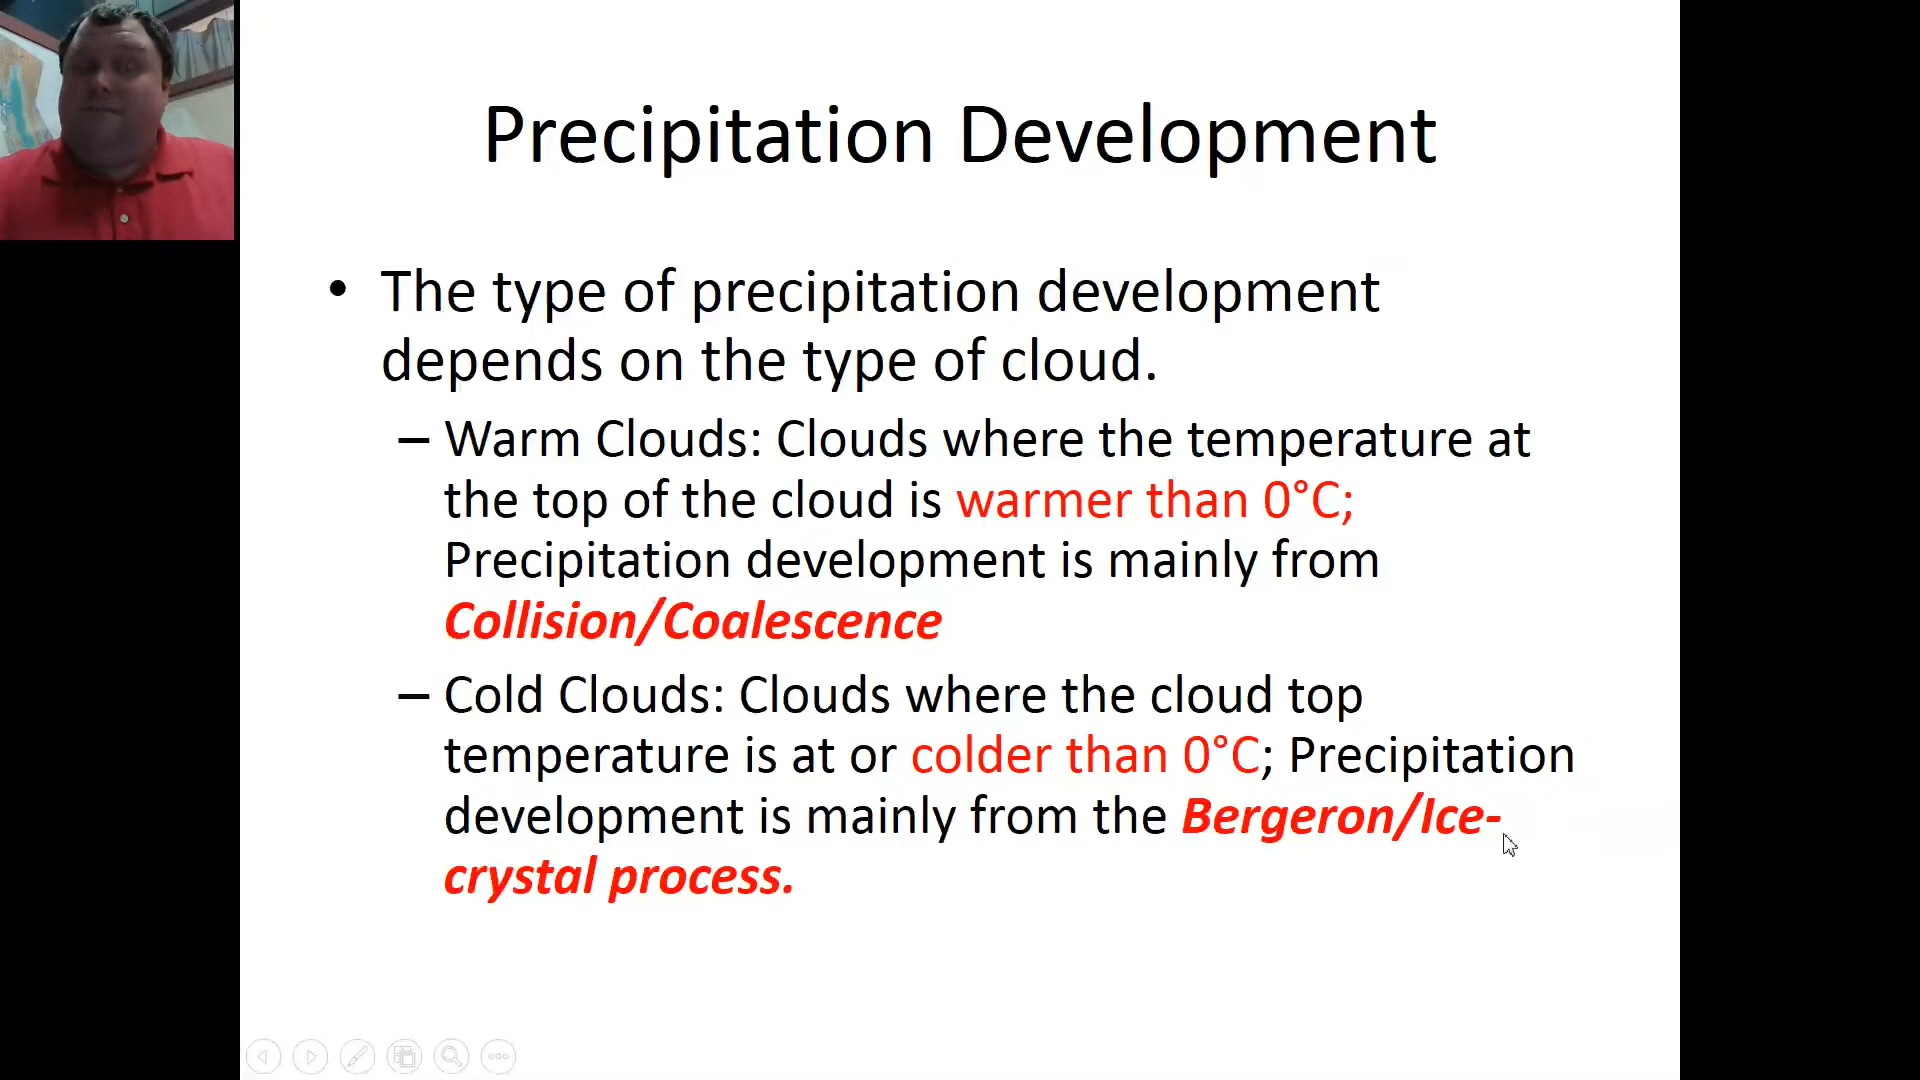 Precipitation Development
• The type of precipitation development
depends on the type of cloud.
– Warm Clouds: Clouds where the temperature at
the top of the cloud is warmer than 0°C;
Precipitation development is mainly from
Collision/Coalescence
– Cold Clouds: Clouds where the cloud top
temperature is at or colder than 0°C; Precipitation
development is mainly from the Bergeron/Ice-
crystal process.